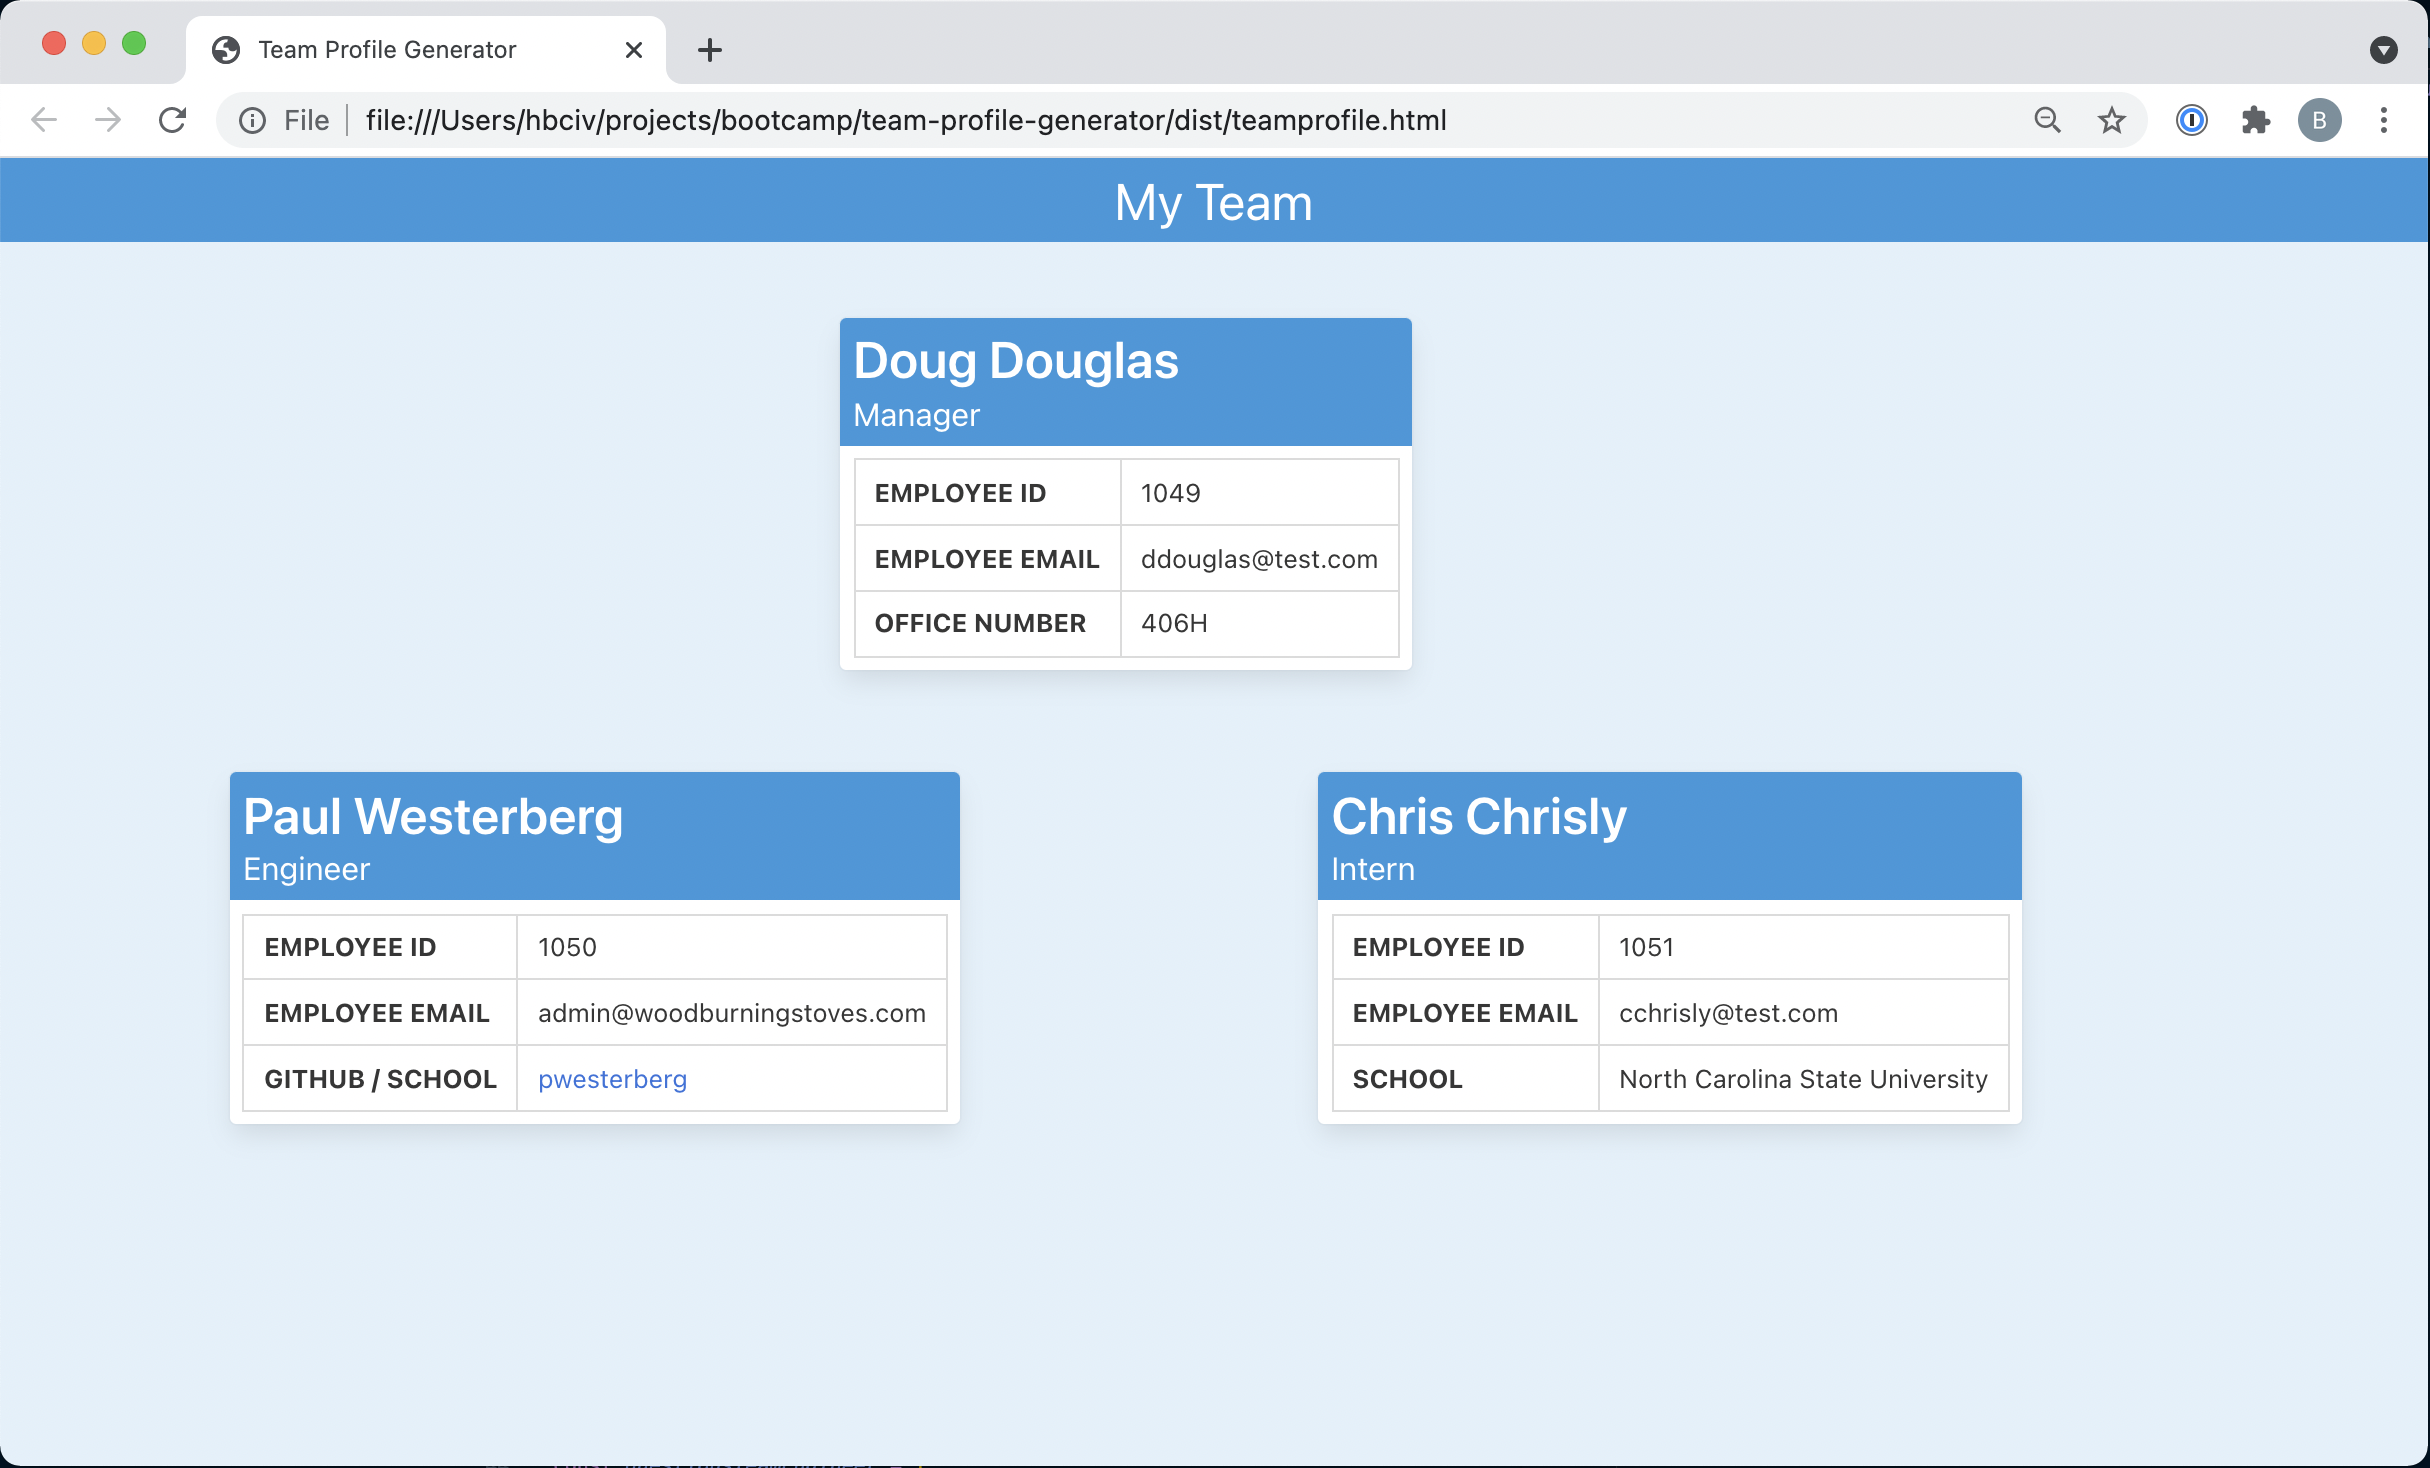 Team Profile Generator
File
file:///Users/hbciv/projects/bootcamp/team-profile-generator/dist/teamprofile.html
B
My Team
Doug Douglas
Manager
EMPLOYEE ID 1049
EMPLOYEE EMAIL ddouglas@test.com
OFFICE NUMBER 406H
Paul Westerberg
Engineer
EMPLOYEE ID 1050
EMPLOYEE EMAIL admin@woodburningstoves.com
GITHUB / SCHOOL pwesterberg
Chris Chrisly
Intern
EMPLOYEE ID 1051
EMPLOYEE EMAIL cchrisly@test.com
SCHOOL North Carolina State University